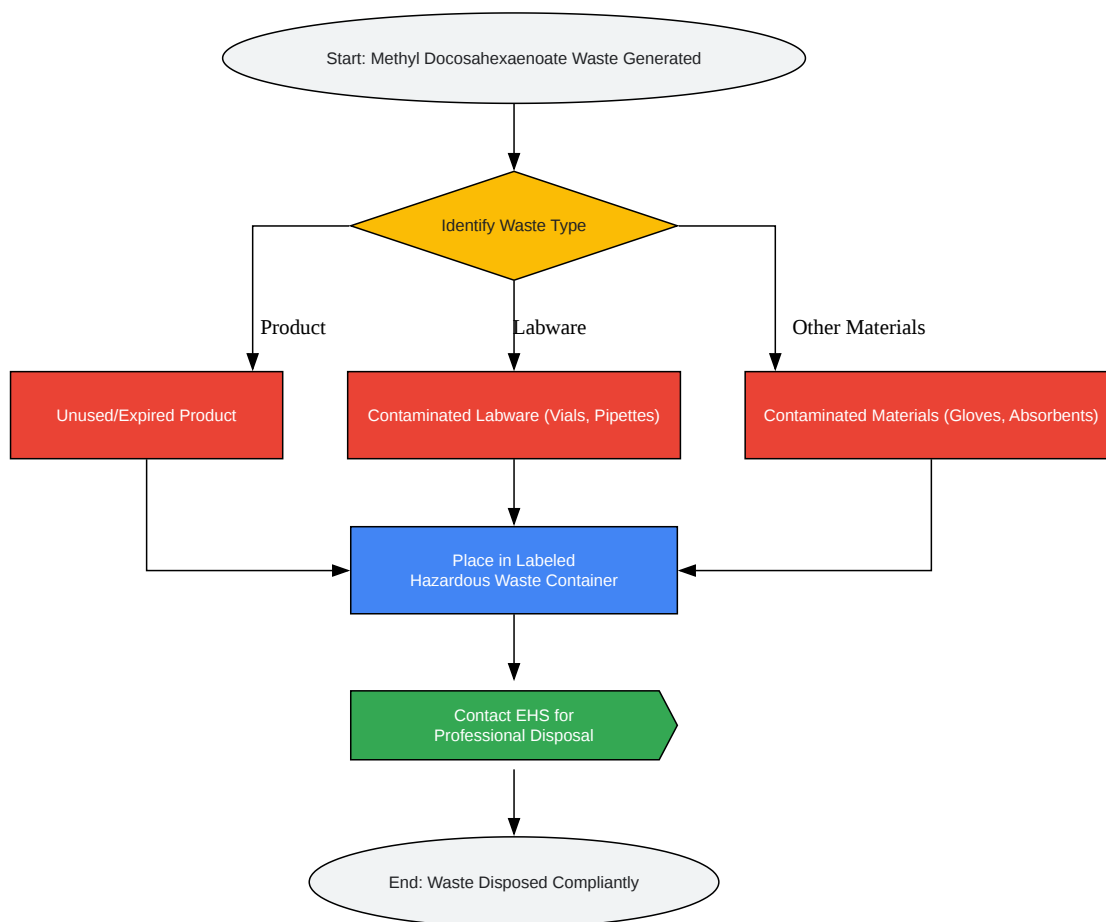 Start: Methyl Docosahexaenoate Waste Generated
Identify Waste Type
Product
Labware
Other Materials
Unused/Expired Product
Contaminated Labware (Vials, Pipettes)
Contaminated Materials (Gloves, Absorbents)
Place in Labeled
Hazardous Waste Container
Contact EHS for
Professional Disposal
End: Waste Disposed Compliantly